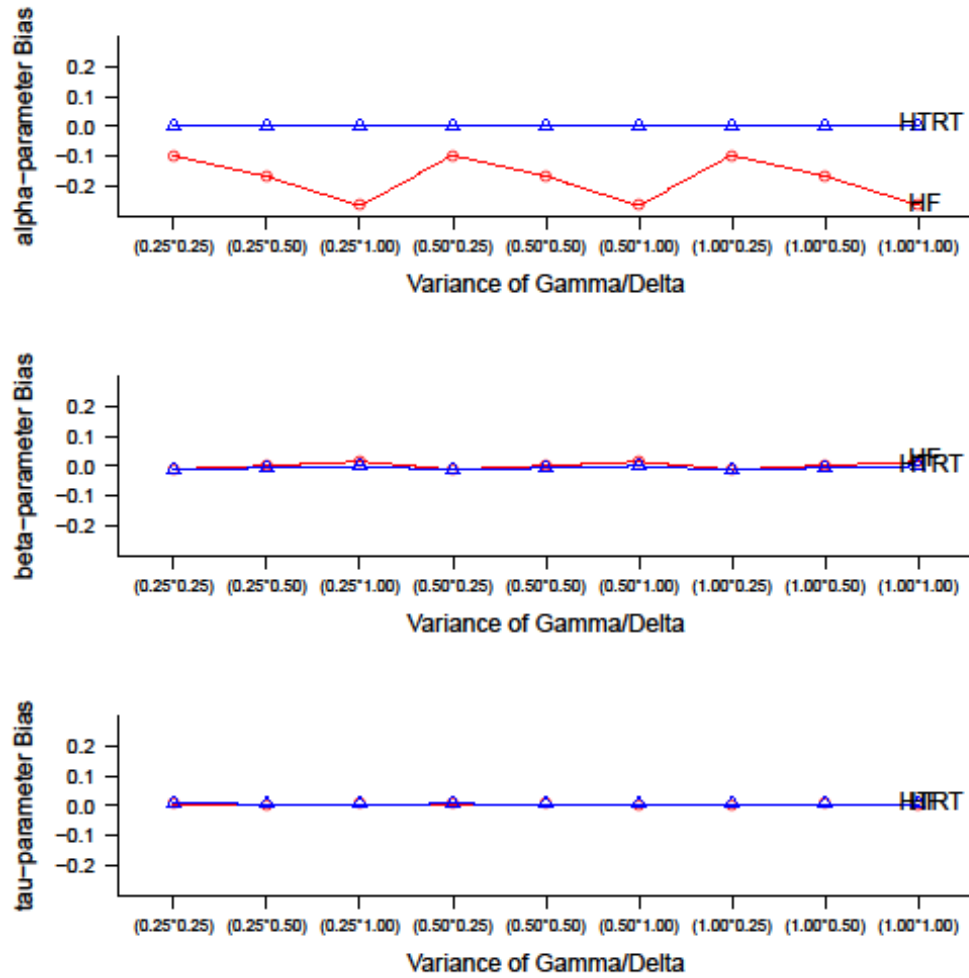 alpha−parameter Bias
0.2
0.1
0.0
−0.1
−0.2
HTRT
HF
(0.25*0.25) (0.25*0.50) (0.25*1.00) (0.50*0.25) (0.50*0.50) (0.50*1.00) (1.00*0.25) (1.00*0.50) (1.00*1.00)
Variance of Gamma/Delta
beta−parameter Bias
0.2
0.1
0.0
−0.1
−0.2
HF
HTRT
(0.25*0.25) (0.25*0.50) (0.25*1.00) (0.50*0.25) (0.50*0.50) (0.50*1.00) (1.00*0.25) (1.00*0.50) (1.00*1.00)
Variance of Gamma/Delta
tau−parameter Bias
0.2
0.1
0.0
−0.1
−0.2
HTRT
HF
(0.25*0.25) (0.25*0.50) (0.25*1.00) (0.50*0.25) (0.50*0.50) (0.50*1.00) (1.00*0.25) (1.00*0.50) (1.00*1.00)
Variance of Gamma/Delta